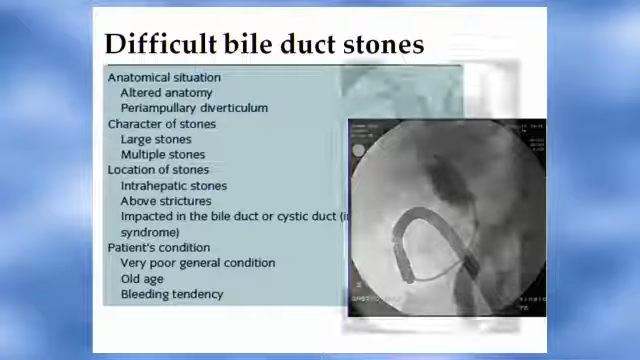 Difficult bile duct stones
Anatomical situation
Altered anatomy
Periampullary diverticulum
Character of stones
Large stones
Multiple stones
Location of stones
Intrahepatic stones
Above strictures
Impacted in the bile duct or cystic duct
syndrome)
Patient's condition
Very poor general condition
Old age
Bleeding tendency